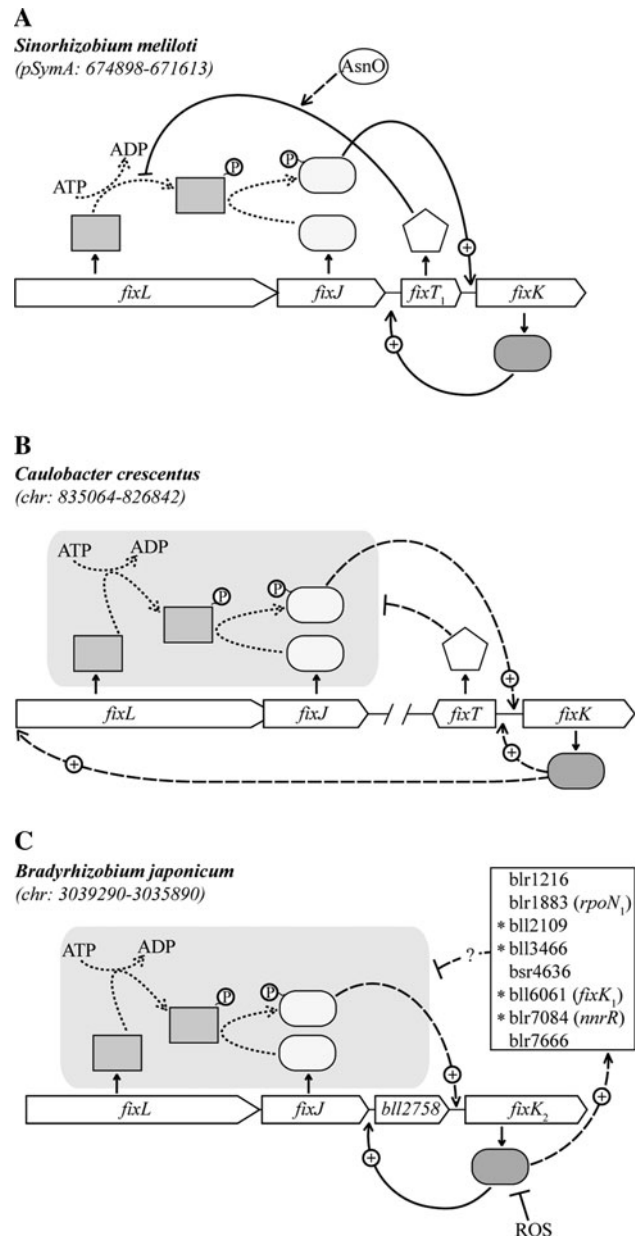 A
Sinorhizobium meliloti
(pSymA: 674898-671613)
AsnO
ADP
ATP
P
P
+
fixL
fixJ
fixT1
fixK
+
B
Caulobacter crescentus
(chr: 835064-826842)
ATP
ADP
P
P
+
fixL
fixJ
fixT
fixK
+
+
C
Bradyrhizobium japonicum
(chr: 3039290-3035890)
blr1216
blr1883 (rpoN1)
* bll2109
* bll3466
bsr4636
* bll6061 (fixK1)
* blr7084 (nnrR)
blr7666
?
ATP
ADP
P
P
+
+
fixL
fixJ
bll2758
fixK2
+
ROS